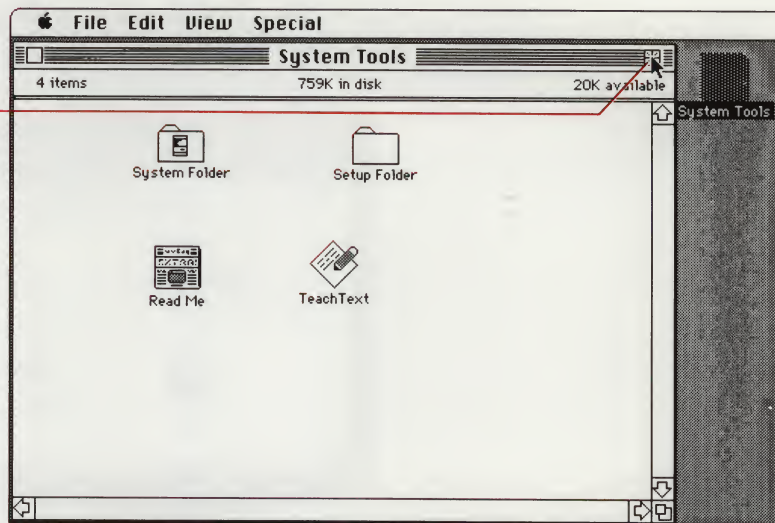 File Edit View Special
System Tools
4 items 759K in disk 20K available
System Tools
System Folder Setup Folder
Read Me TeachText